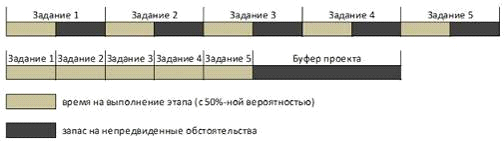 Задание 1 Задание 2 Задание 3 Задание 4 Задание 5
Задание 1 Задание 2 Задание 3 Задание 4 Задание 5 Буфер проекта
время на выполнение этапа (с 50%-ной вероятностью)
запас на непредвиденные обстоятельства